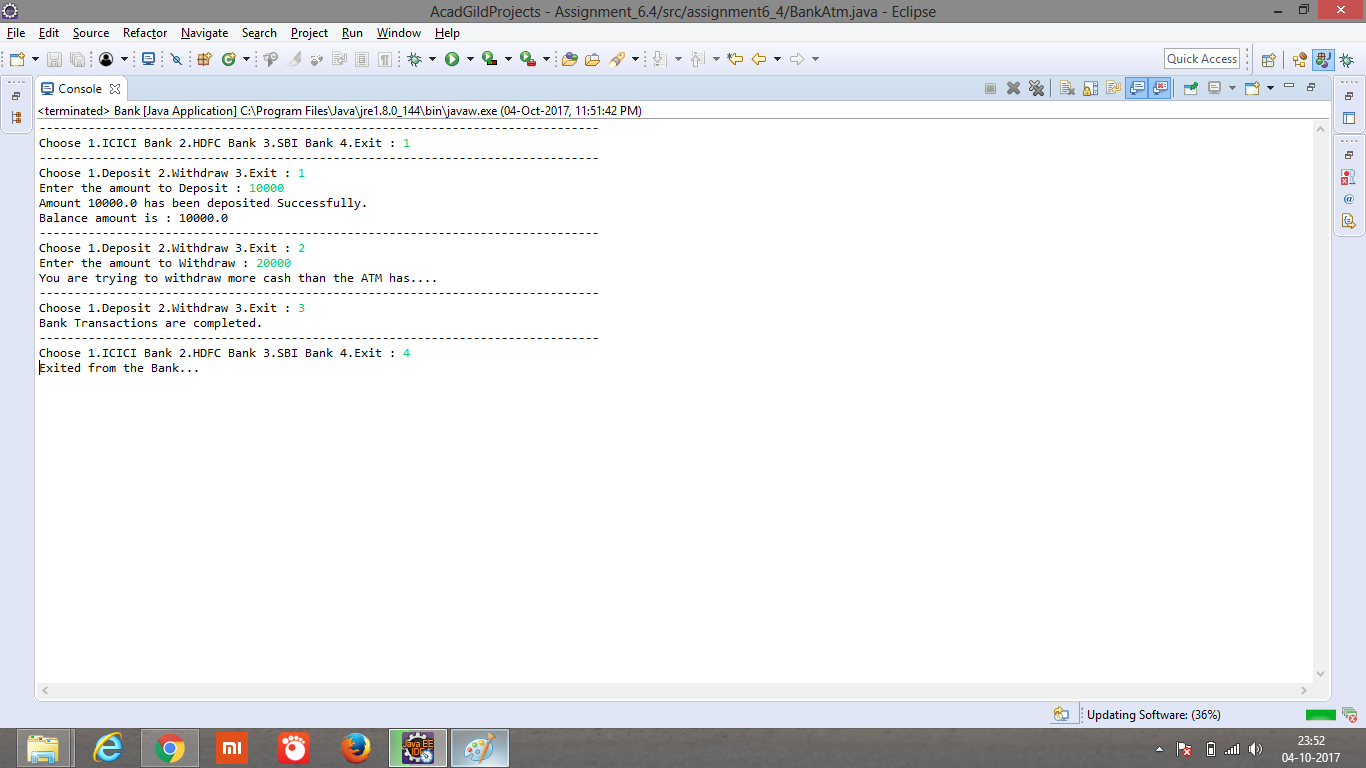 AcadGildProjects - Assignment_6.4/src/assignment6_4/BankAtm.java - Eclipse
File Edit Source Refactor Navigate Search Project Run Window Help
Quick Access
Console
<terminated> Bank [Java Application] C:\Program Files\Java\jre1.8.0_144\bin\javaw.exe (04-Oct-2017, 11:51:42 PM)
--------------------------------------------------------------------------------
Choose 1.ICICI Bank 2.HDFC Bank 3.SBI Bank 4.Exit : 1
--------------------------------------------------------------------------------
Choose 1.Deposit 2.Withdraw 3.Exit : 1
Enter the amount to Deposit : 10000
Amount 10000.0 has been deposited Successfully.
Balance amount is : 10000.0
--------------------------------------------------------------------------------
Choose 1.Deposit 2.Withdraw 3.Exit : 2
Enter the amount to Withdraw : 20000
You are trying to withdraw more cash than the ATM has....
--------------------------------------------------------------------------------
Choose 1.Deposit 2.Withdraw 3.Exit : 3
Bank Transactions are completed.
--------------------------------------------------------------------------------
Choose 1.ICICI Bank 2.HDFC Bank 3.SBI Bank 4.Exit : 4
Exited from the Bank...
Updating Software: (36%)
mi
Java EE
IDE
23:52
04-10-2017